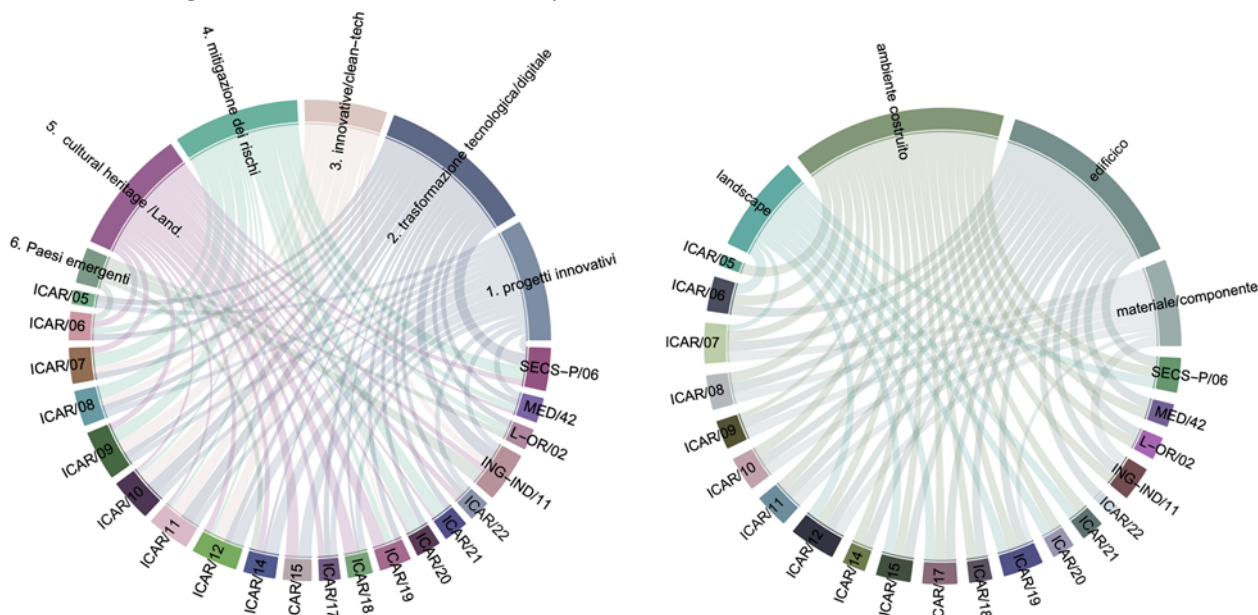 4. mitigazione dei rischi
3. innovative/clean-tech
2. trasformazione tecnologica/digitale
5. cultural heritage /Land.
1. progetti innovativi
6. Paesi emergenti
ICAR/05
ICAR/06
ICAR/07
ICAR/08
ICAR/09
ICAR/10
ICAR/11
ICAR/12
ICAR/14
ICAR/15
ICAR/17
ICAR/18
ICAR/19
ICAR/20
ICAR/21
ICAR/22
ING-IND/11
L-OR/02
MED/42
SECS-P/06
ambiente costruito
edificico
landscape
materiale/componente
ICAR/05
ICAR/06
ICAR/07
ICAR/08
ICAR/09
ICAR/10
ICAR/11
ICAR/12
ICAR/14
ICAR/15
ICAR/17
ICAR/18
ICAR/19
ICAR/20
ICAR/21
ICAR/22
ING-IND/11
L-OR/02
MED/42
SECS-P/06